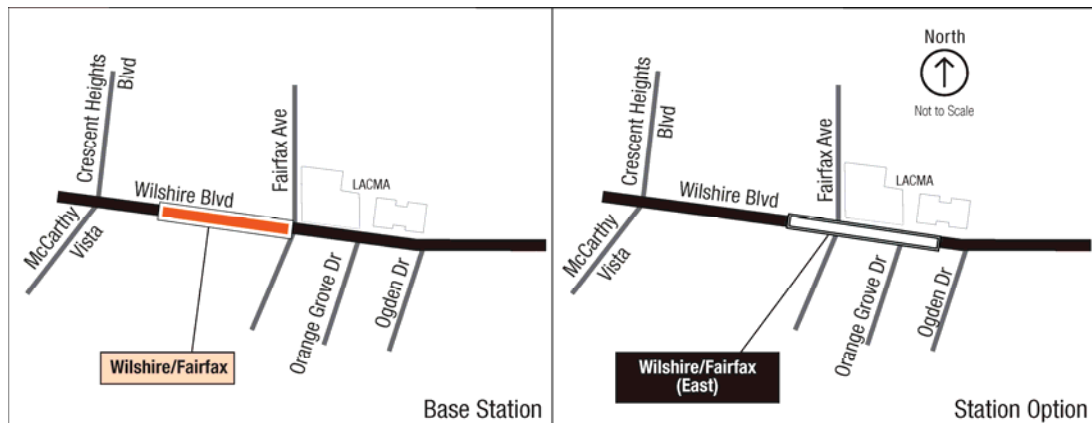 Crescent Heights
Blvd
Wilshire Blvd
Fairfax Ave
LACMA
McCarthy
Vista
Orange Grove Dr
Ogden Dr
Wilshire/Fairfax
Base Station
North
Not to Scale
Crescent Heights
Blvd
Wilshire Blvd
Fairfax Ave
LACMA
McCarthy
Vista
Orange Grove Dr
Ogden Dr
Wilshire/Fairfax
(East)
Station Option